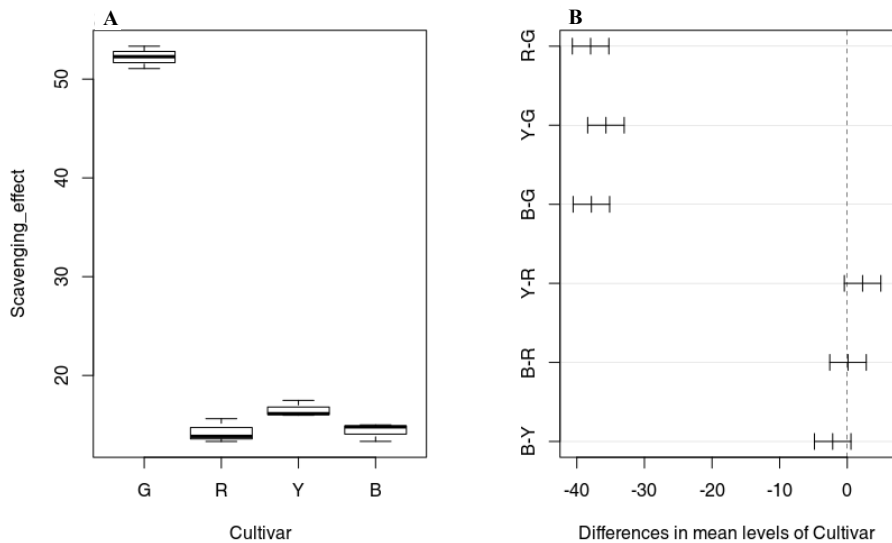 A
50
40
30
20
Scavenging_effect
G R Y B
Cultivar
B
R-G
Y-G
B-G
Y-R
B-R
B-Y
-40 -30 -20 -10 0
Differences in mean levels of Cultivar